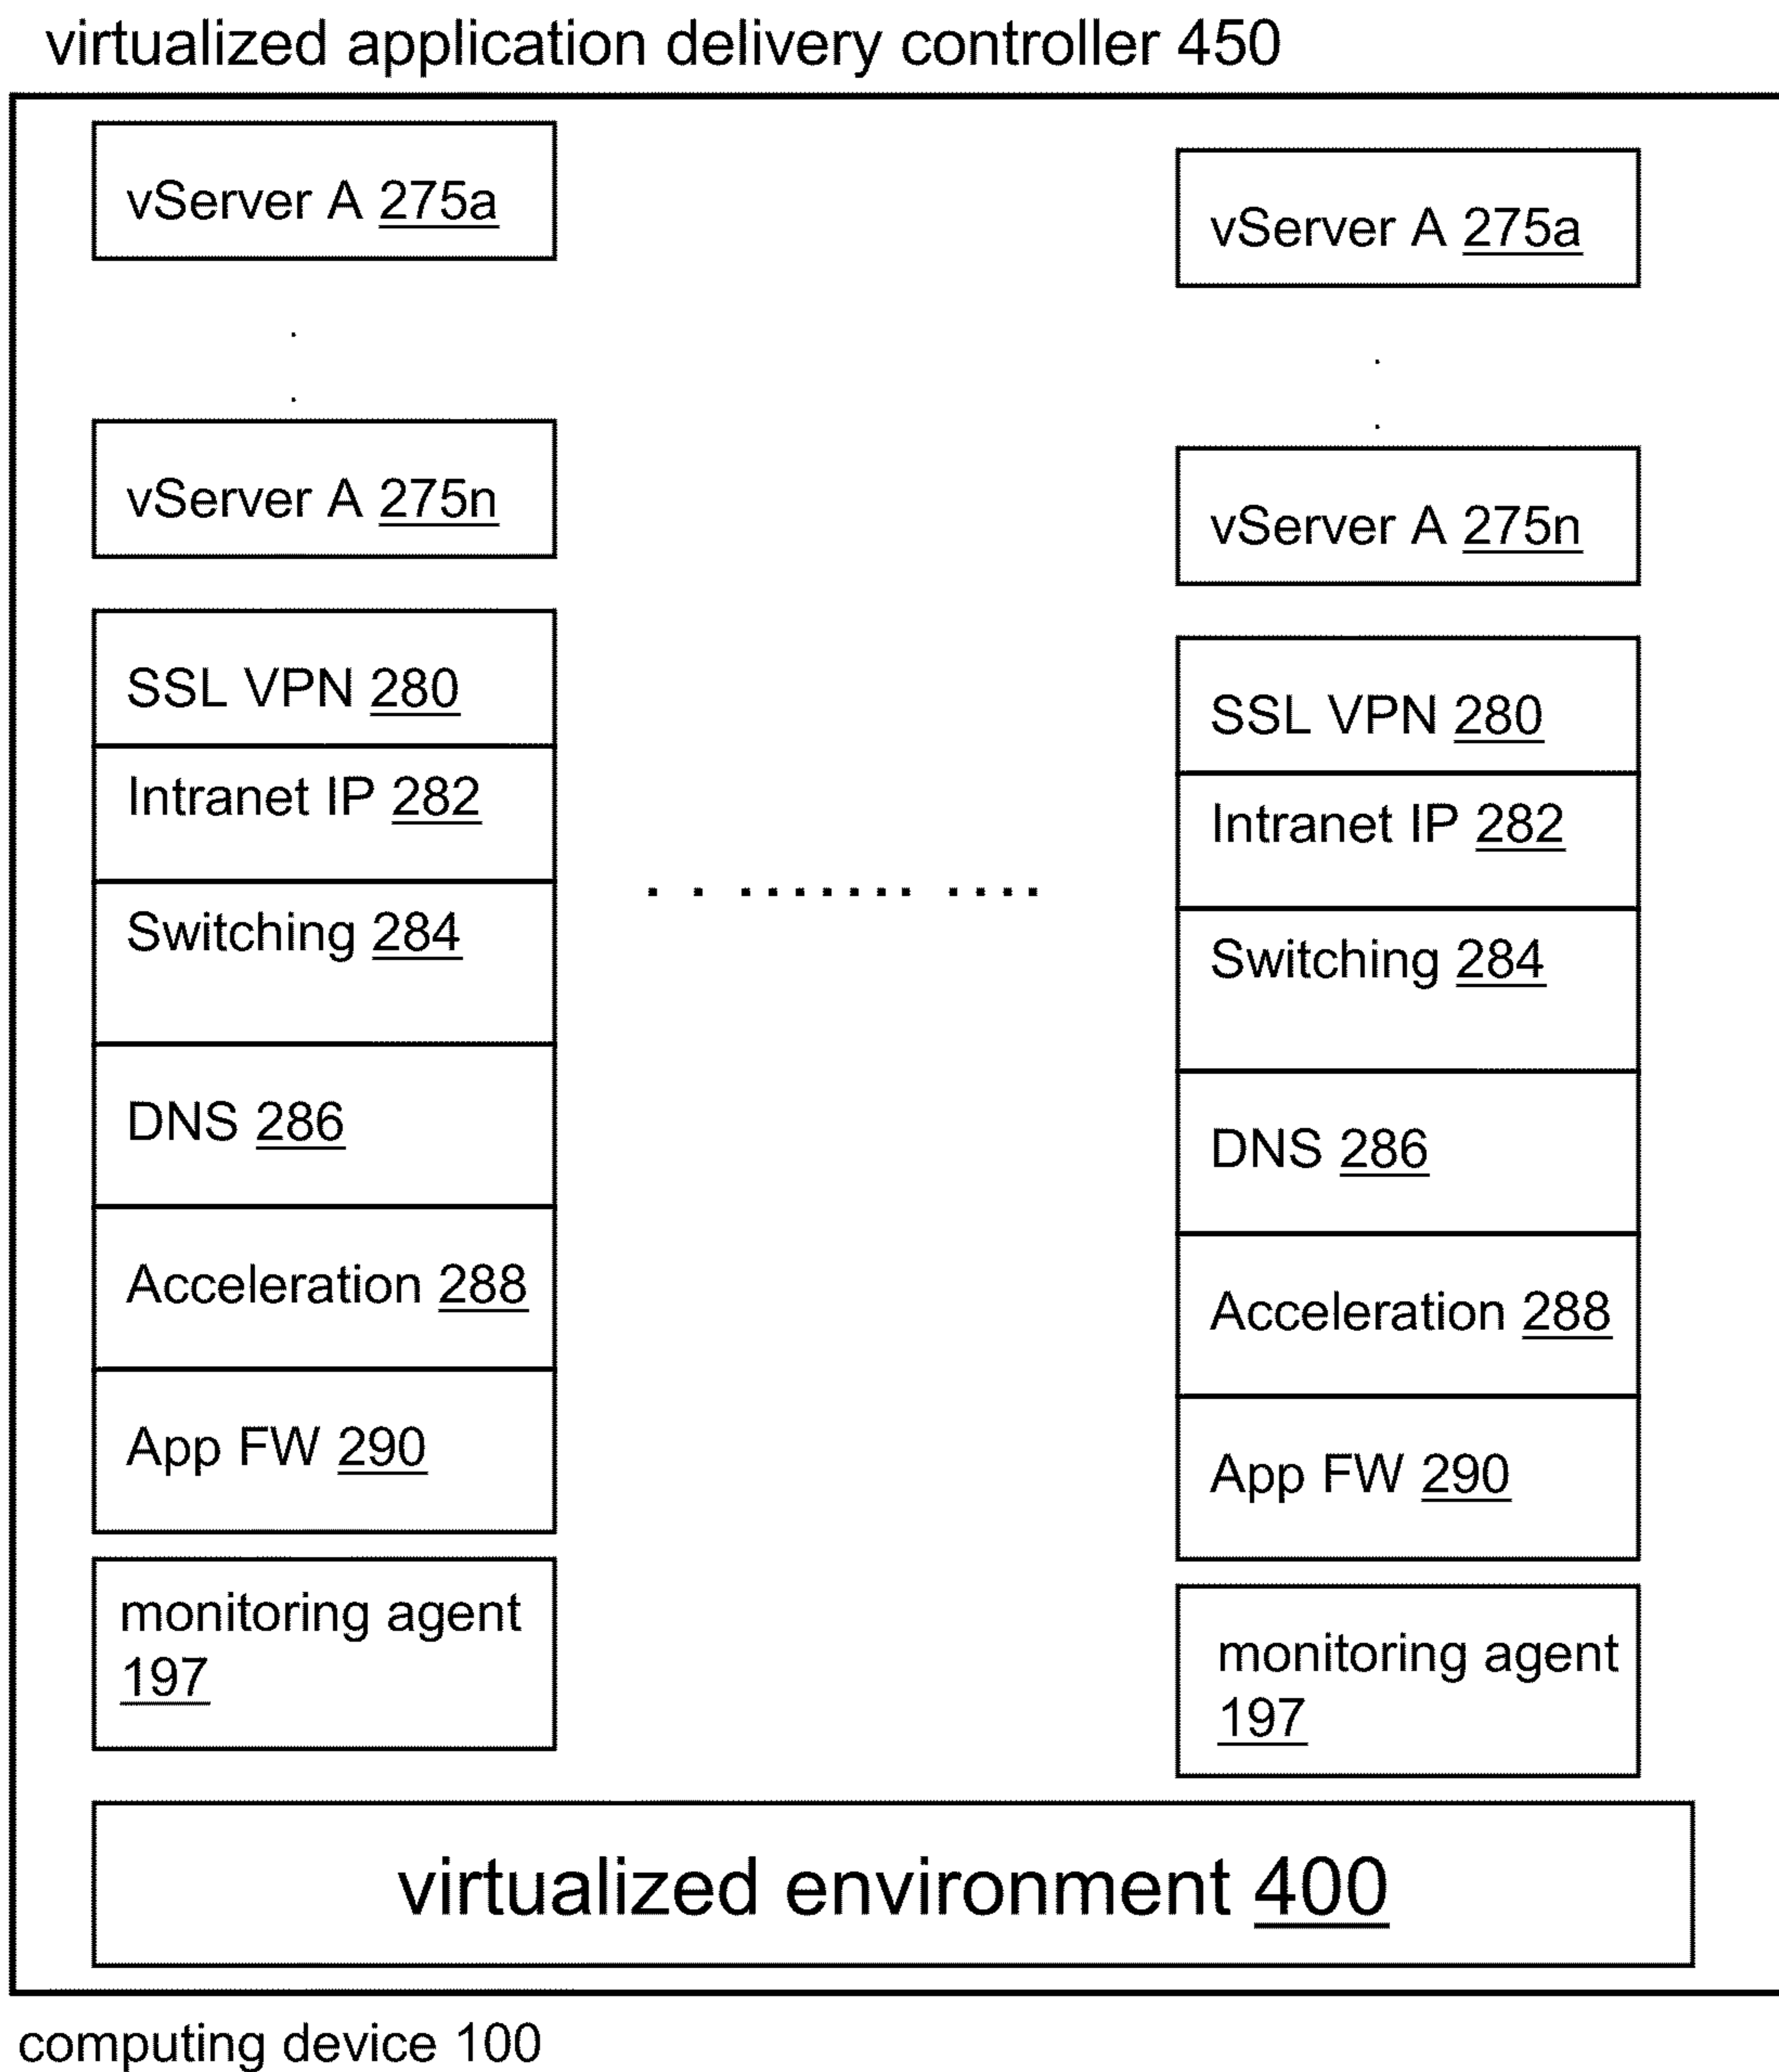 virtualized application delivery controller 450
vServer A 275a
vServer A 275n
SSL VPN 280
Intranet IP 282
Switching 284
DNS 286
Acceleration 288
App FW 290
monitoring agent
197
vServer A 275a
vServer A 275n
SSL VPN 280
Intranet IP 282
Switching 284
DNS 286
Acceleration 288
App FW 290
monitoring agent
197
virtualized environment 400
computing device 100